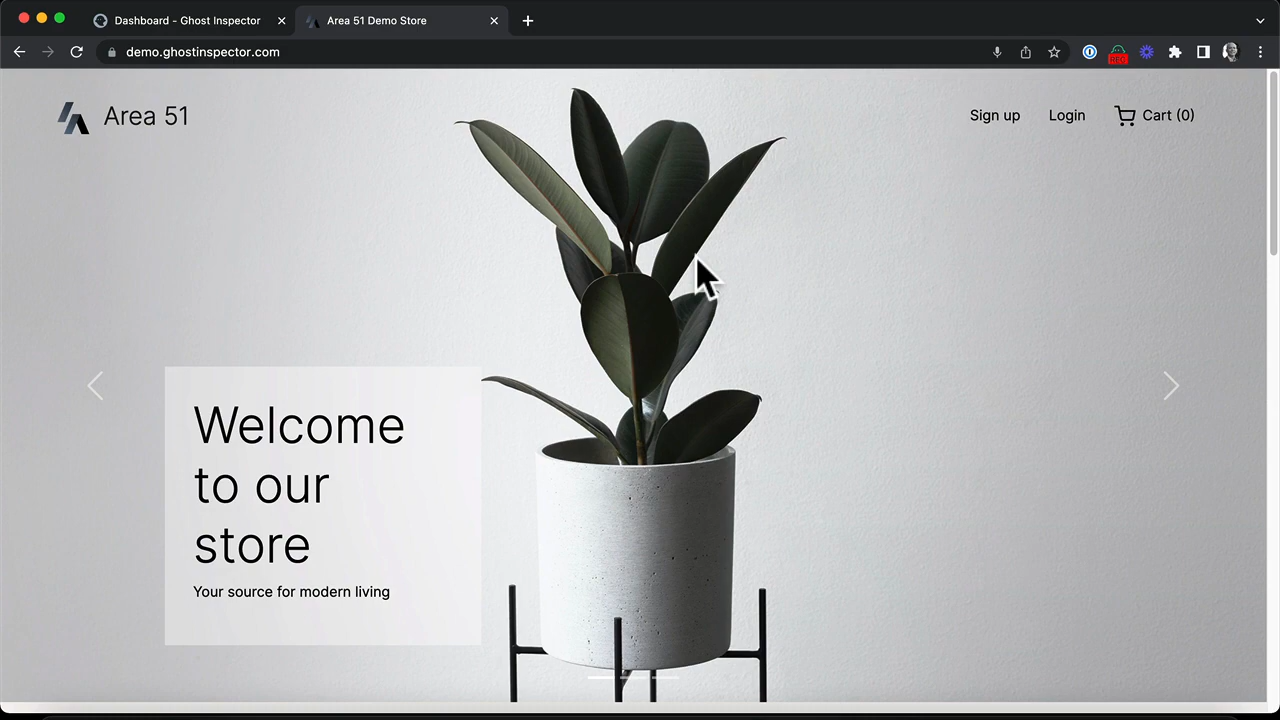 Dashboard - Ghost Inspector
Area 51 Demo Store
demo.ghostinspector.com
REC
Area 51
Sign up
Login
Cart (0)
Welcome
to our
store
Your source for modern living